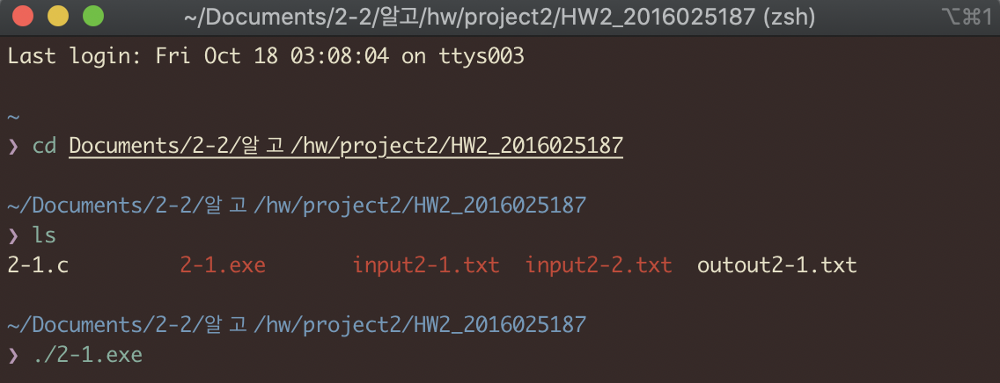 ~/Documents/2-2/알고/hw/project2/HW2_2016025187 (zsh) ⌥⌘1
Last login: Fri Oct 18 03:08:04 on ttys003
~
❯ cd Documents/2-2/알고/hw/project2/HW2_2016025187
~/Documents/2-2/알고/hw/project2/HW2_2016025187
❯ ls
2-1.c 2-1.exe input2-1.txt input2-2.txt outout2-1.txt
~/Documents/2-2/알고/hw/project2/HW2_2016025187
❯ ./2-1.exe